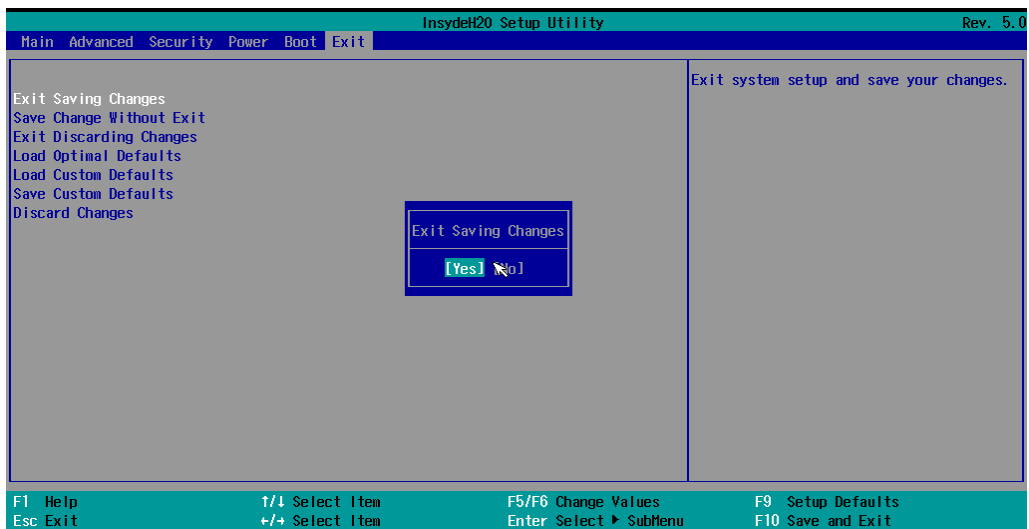 InsydeH2O Setup Utility Rev. 5.0
Main Advanced Security Power Boot Exit
Exit system setup and save your changes.
Exit Saving Changes
Save Change Without Exit
Exit Discarding Changes
Load Optimal Defaults
Load Custom Defaults
Save Custom Defaults
Discard Changes
Exit Saving Changes
[Yes] [No]
F1 Help ↑/↓ Select Item F5/F6 Change Values F9 Setup Defaults
Esc Exit ←/→ Select Item Enter Select ▶ SubMenu F10 Save and Exit